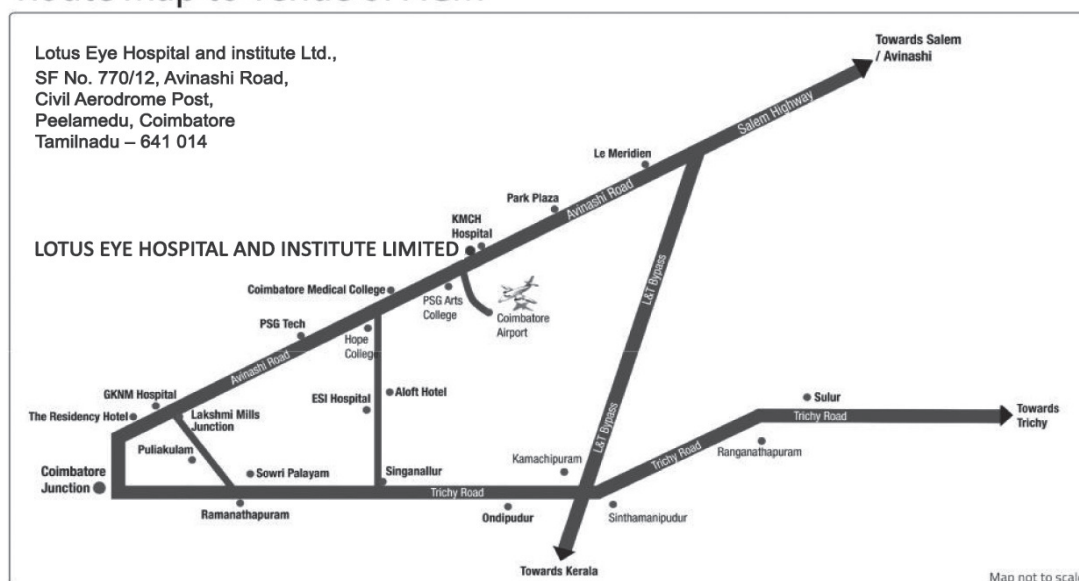 Lotus Eye Hospital and institute Ltd.,
SF No. 770/12, Avinashi Road,
Civil Aerodrome Post,
Peelamedu, Coimbatore
Tamilnadu – 641 014
Towards Salem
/ Avinashi
Salem Highway
Le Meridien
Avinashi Road
Park Plaza
KMCH
Hospital
LOTUS EYE HOSPITAL AND INSTITUTE LIMITED
L&T Bypass
Coimbatore Medical College
PSG Arts
College
Coimbatore
Airport
PSG Tech
Hope
College
Avinashi Road
GKNM Hospital
ESI Hospital
Aloft Hotel
The Residency Hotel
Lakshmi Mills
Junction
Sulur
Trichy Road
Towards
Trichy
L&T Bypass
Puliakulam
Ranganathapuram
Kamachipuram
Trichy Road
Coimbatore
Junction
Sowri Palayam
Singanallur
Trichy Road
Ramanathapuram
Ondipudur
Sinthamanipudur
Towards Kerala